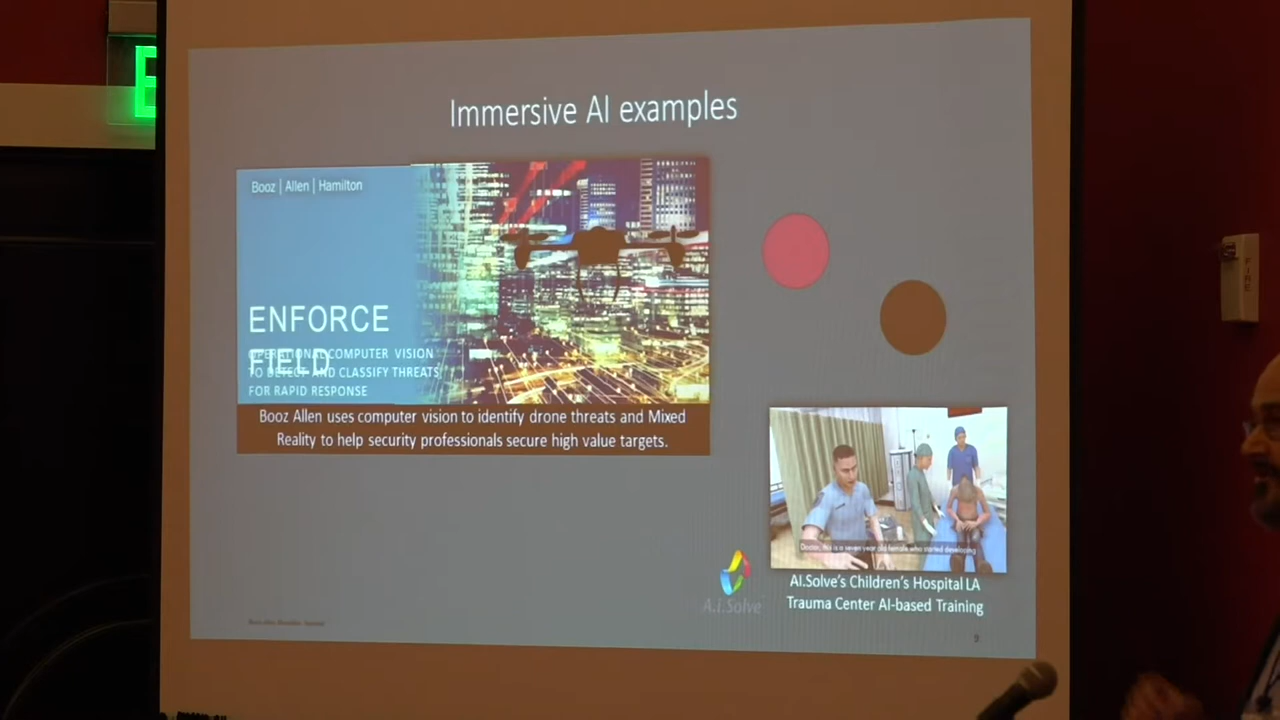 Immersive AI examples
Booz | Allen | Hamilton
ENFORCE
FIELD
OPERATIONAL COMPUTER VISION
TO DETECT AND CLASSIFY THREATS
FOR RAPID RESPONSE
Booz Allen uses computer vision to identify drone threats and Mixed
Reality to help security professionals secure high value targets.
Doctor, this is a seven year old female who started developing
A.I.Solve
AI.Solve's Children's Hospital LA
Trauma Center AI-based Training
9
FIRE
E